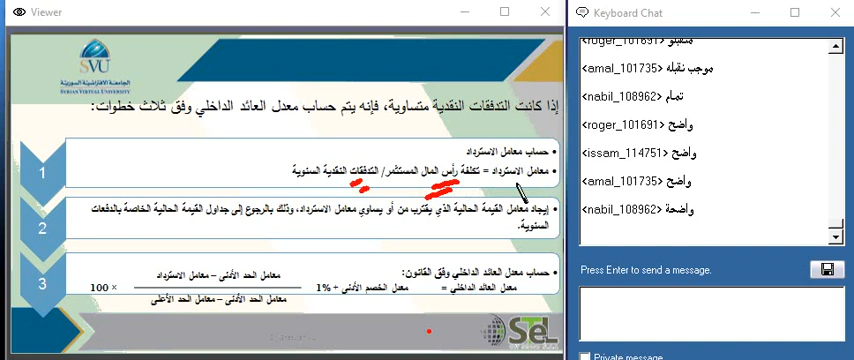 Viewer
SVU
الجامعة الافتراضية السورية
SYRIAN VIRTUAL UNIVERSITY
إذا كانت التدفقات النقدية متساوية، فإنه يتم حساب معدل العائد الداخلي وفق ثلاث خطوات:
1
• حساب معامل الاسترداد
• معامل الاسترداد = تكلفة رأس المال المستثمر/ التدفقات النقدية السنوية
2
• إيجاد معامل القيمة الحالية الذي يقترب من أو يساوي معامل الاسترداد، وذلك بالرجوع إلى جداول القيمة الحالية الخاصة بالدفعات
السنوية.
3
• حساب معدل العائد الداخلي وفق القانون:
معامل الحد الأدنى – معامل الاسترداد
معدل العائد الداخلي = معدل الخصم الأدنى + 1% × 100
معامل الحد الأدنى – معامل الحد الأعلى
SeL
Keyboard Chat
<roger_101691> متقبلو
<amal_101735> موجب نقبله
<nabil_108962> تمام
<roger_101691> واضح
<issam_114751> واضح
<amal_101735> واضح
<nabil_108962> واضحة
Press Enter to send a message.
Private message